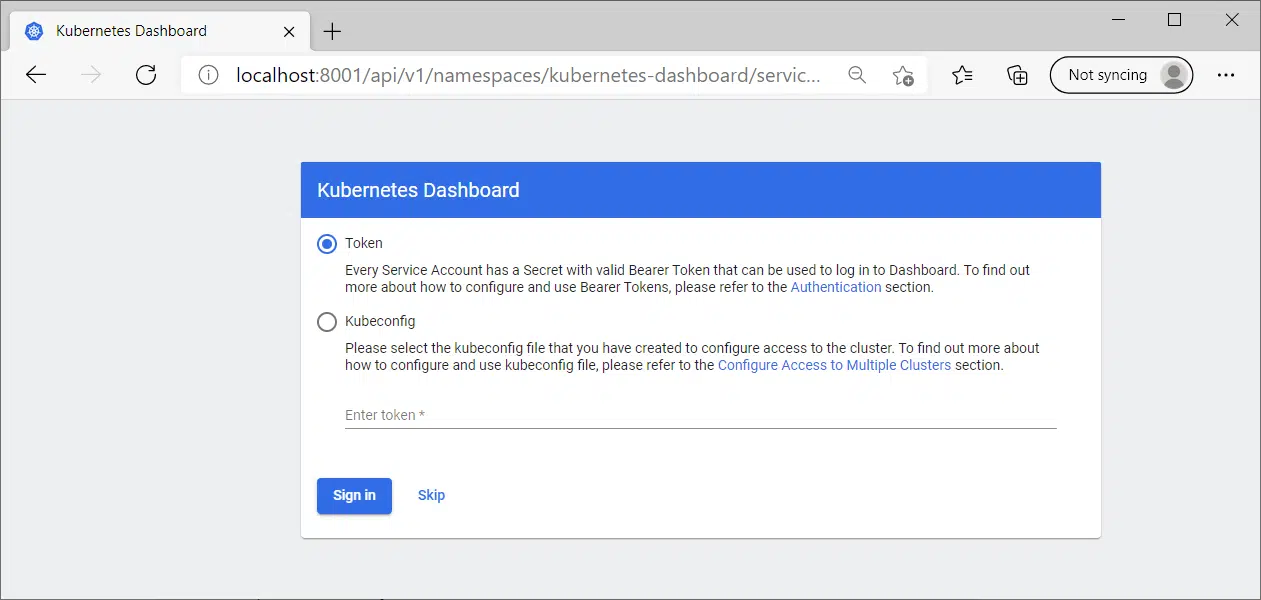 Kubernetes Dashboard
localhost:8001/api/v1/namespaces/kubernetes-dashboard/servic...
Not syncing
Kubernetes Dashboard
Token
Every Service Account has a Secret with valid Bearer Token that can be used to log in to Dashboard. To find out
more about how to configure and use Bearer Tokens, please refer to the Authentication section.
Kubeconfig
Please select the kubeconfig file that you have created to configure access to the cluster. To find out more about
how to configure and use kubeconfig file, please refer to the Configure Access to Multiple Clusters section.
Enter token *
Sign in Skip